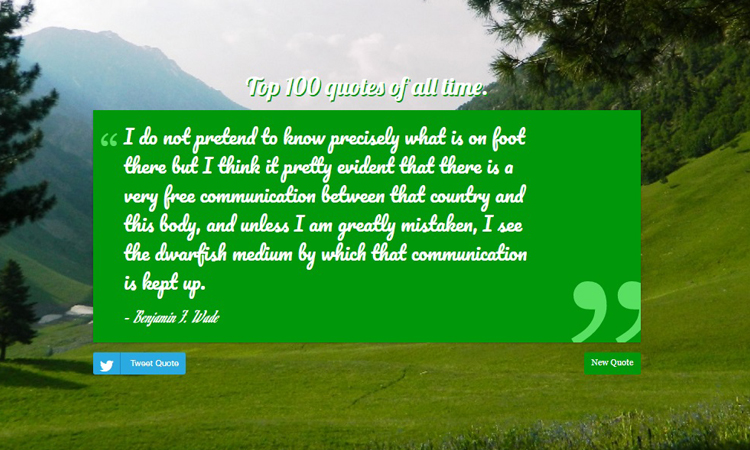 Top 100 quotes of all time.
“ I do not pretend to know precisely what is on foot
there but I think it pretty evident that there is a
very free communication between that country and
this body, and unless I am greatly mistaken, I see
the dwarfish medium by which that communication
is kept up. ”
- Benjamin F. Wade
Tweet Quote
New Quote